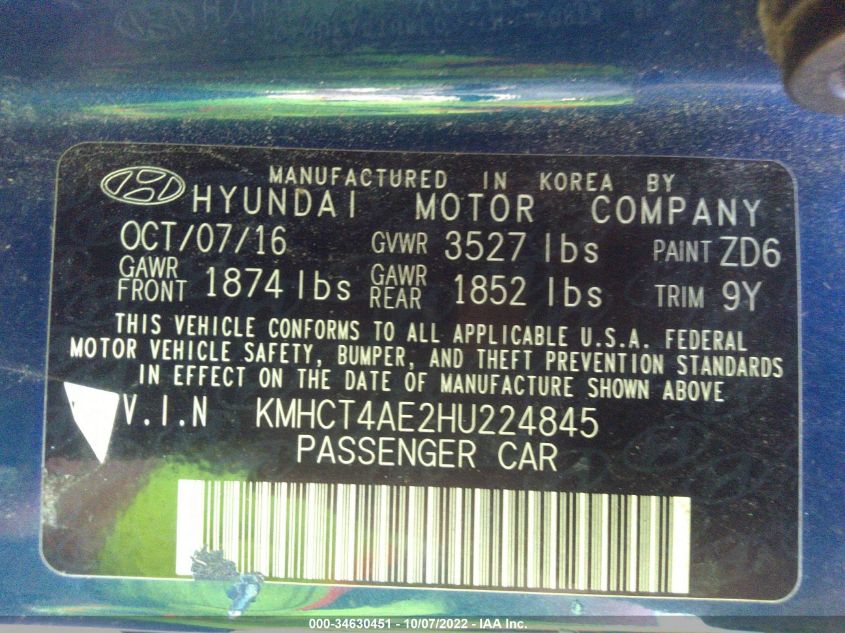 MANUFACTURED IN KOREA BY
HYUNDAI MOTOR COMPANY
OCT/07/16 GVWR 3527 lbs PAINT ZD6
GAWR FRONT 1874 lbs GAWR REAR 1852 lbs TRIM 9Y
THIS VEHICLE CONFORMS TO ALL APPLICABLE U.S.A. FEDERAL
MOTOR VEHICLE SAFETY, BUMPER, AND THEFT PREVENTION STANDARDS
IN EFFECT ON THE DATE OF MANUFACTURE SHOWN ABOVE
V.I.N KMHCT4AE2HU224845
PASSENGER CAR
000-34630451 - 10/07/2022 - IAA Inc.